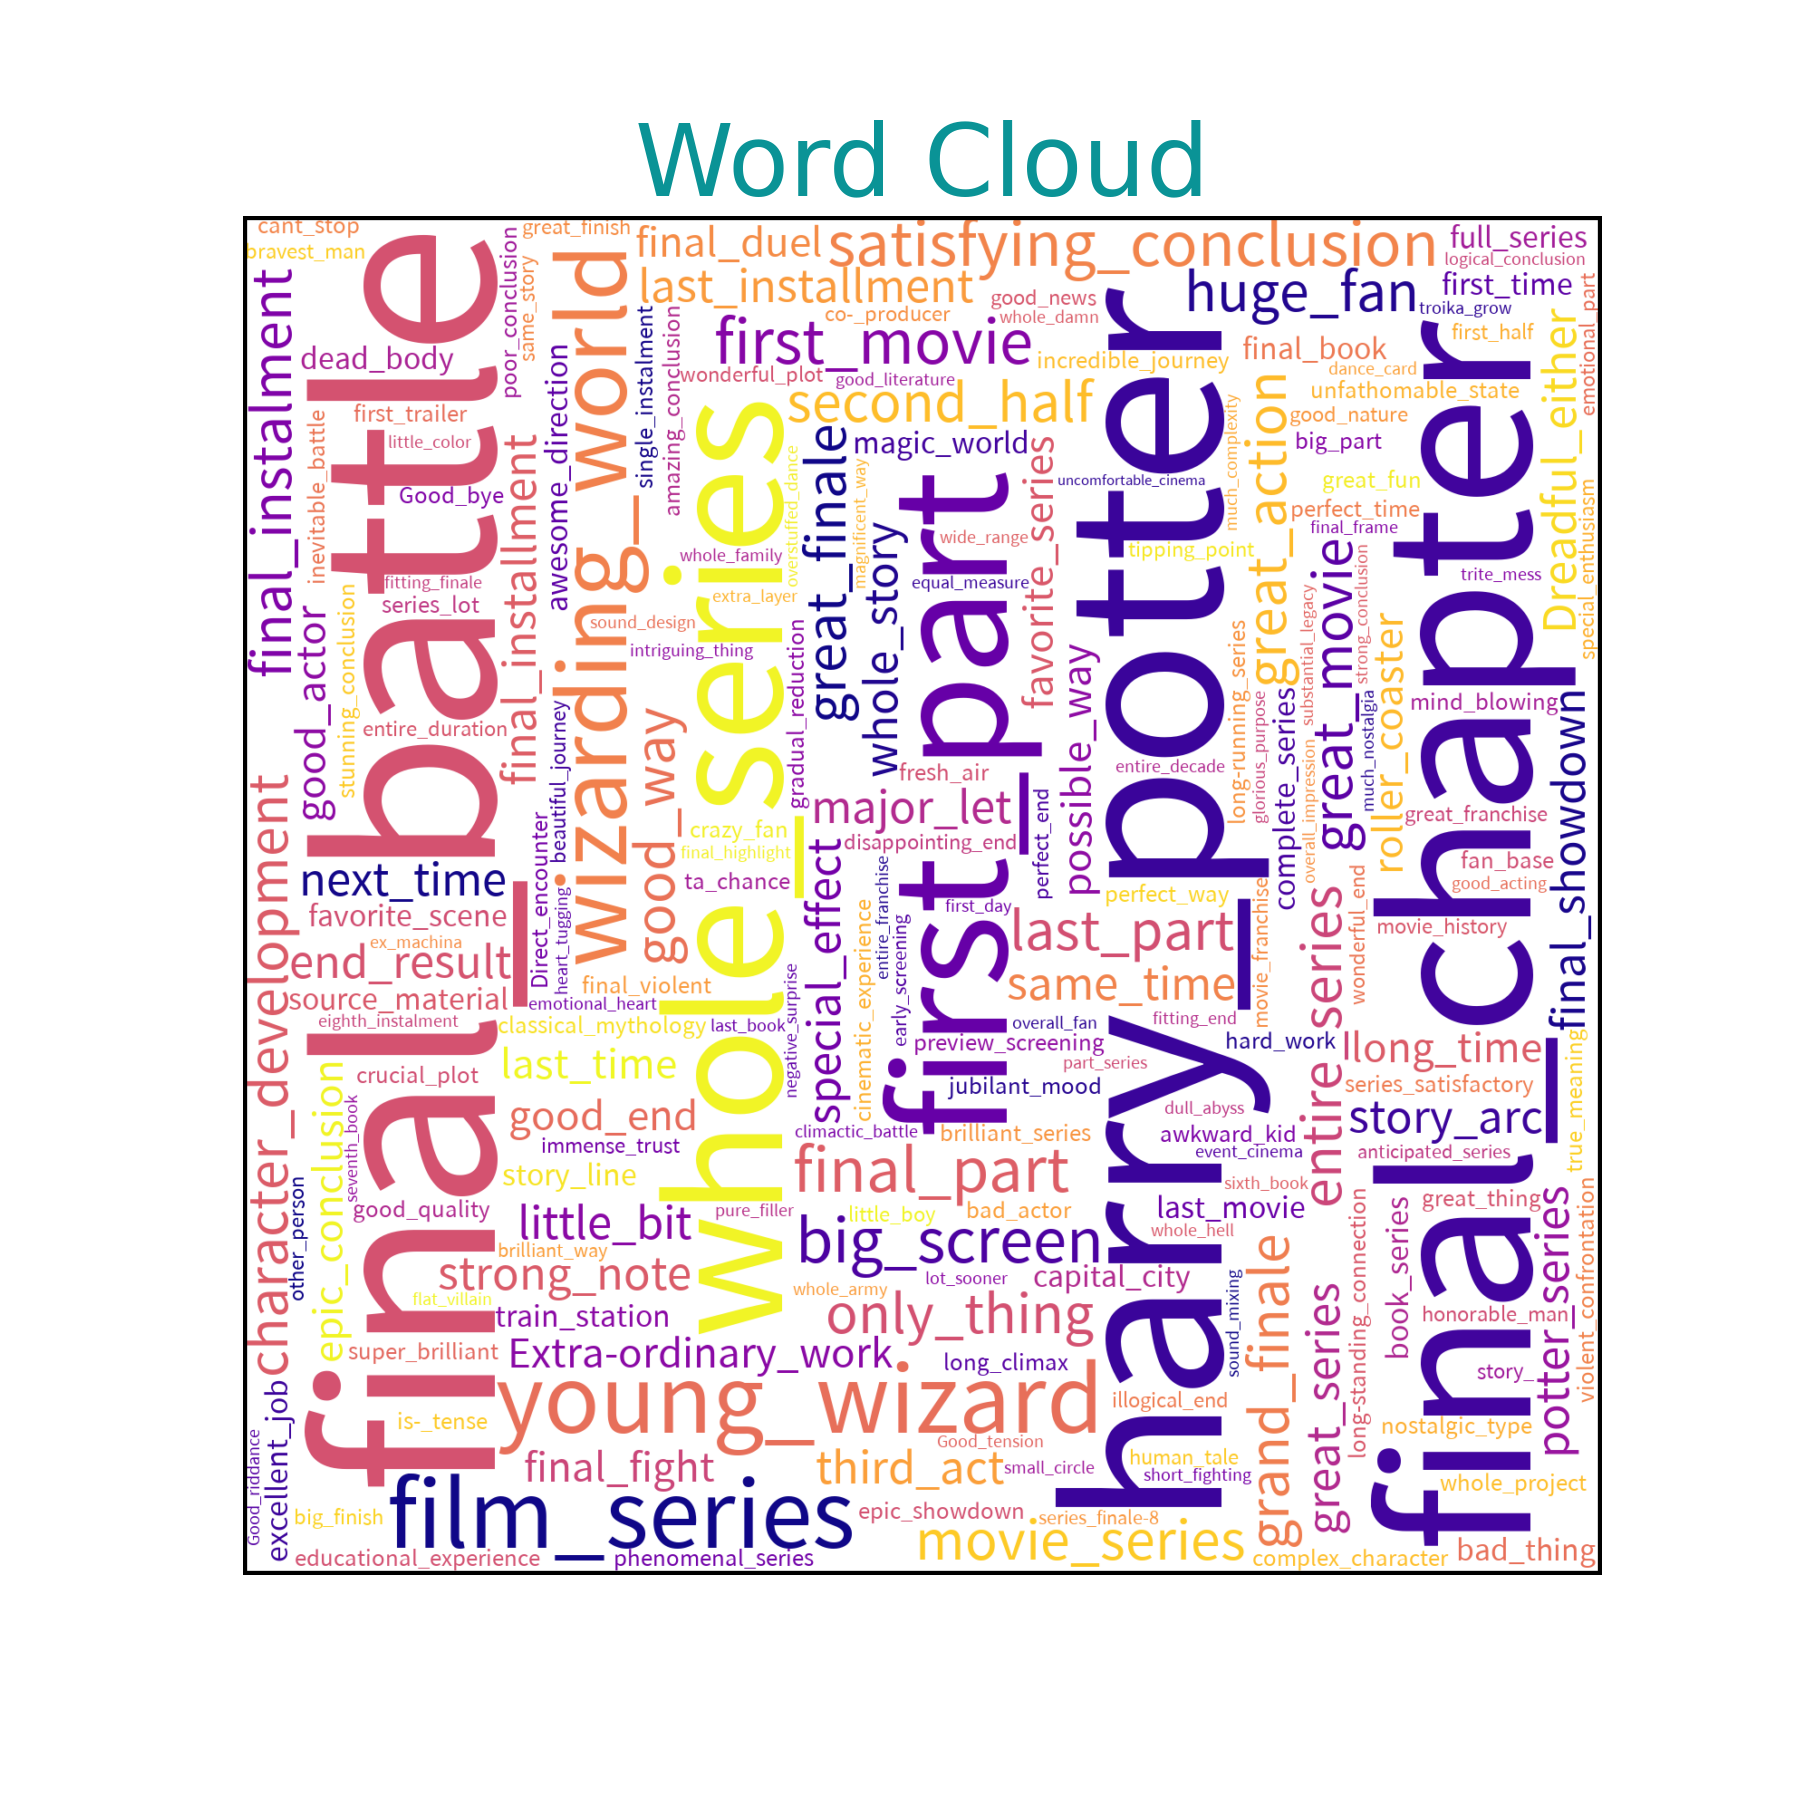 Word Cloud
cant_stop
bravest_man
great_finish
final_duel
satisfying_conclusion
full_series
logical_conclusion
final_instalment
final_battle
poor_conclusion
same_story
wizarding_world
last_installment
good_news
co-_producer
whole_damn
huge_fan
first_time
troika_grow
emotional_part
first_movie
first_half
dead_body
incredible_journey
final_book
wonderful_plot
good_literature
dance_card
unfathomable_state
Dreadful_either
first_trailer
second_half
good_nature
little_color
magic_world
big_part
inevitable_battle
awesome_direction
single_instalment
amazing_conclusion
overstuffed_dance
great_finale
magnificent_way
favorite_series
uncomfortable_cinema
much_complexity
great_action
great_fun
Good_bye
perfect_time
final_frame
special_enthusiasm
final_installment
whole_series
whole_story
first_part
wide_range
harry_potter
tipping_point
great_movie
final_chapter
whole_family
fitting_finale
equal_measure
trite_mess
series_lot
extra_layer
sound_design
intriguing_thing
good_actor
stunning_conclusion
entire_duration
beautiful_journey
good_way
gradual_reduction
possible_way
long-running_series
glorious_purpose
complete_series
substantial_legacy
overall_impression
strong_conclusion
much_nostalgia
roller_coaster
mind_blowing
final_showdown
fresh_air
entire_decade
major_let
great_franchise
crazy_fan
disappointing_end
final_highlight
perfect_end
fan_base
next_time
ta_chance
perfect_way
good_acting
character_development
favorite_scene
Direct_encounter
heart_tugging
special_effect
entire_franchise
first_day
last_part
movie_franchise
entire_series
wonderful_end
movie_history
ex_machina
end_result
final_violent
cinematic_experience
early_screening
same_time
source_material
emotional_heart
eighth_instalment
classical_mythology
last_book
negative_surprise
overall_fan
fitting_end
preview_screening
hard_work
long_time
last_time
part_series
crucial_plot
jubilant_mood
series_satisfactory
true_meaning
epic_conclusion
seventh_book
good_end
dull_abyss
story_arc
climactic_battle
brilliant_series
awkward_kid
immense_trust
event_cinema
anticipated_series
story_line
final_part
sixth_book
other_person
good_quality
pure_filler
little_boy
bad_actor
last_movie
great_thing
little_bit
whole_hell
long-standing_connection
book_series
potter_series
violent_confrontation
brilliant_way
big_screen
strong_note
lot_sooner
capital_city
flat_villain
whole_army
sound_mixing
grand_finale
great_series
train_station
only_thing
honorable_man
super_brilliant
Extra-ordinary_work
long_climax
story_
excellent_job
young_wizard
illogical_end
is-_tense
nostalgic_type
Good_riddance
Good_tension
final_fight
third_act
small_circle
human_tale
short_fighting
whole_project
big_finish
film_series
epic_showdown
series_finale-8
movie_series
bad_thing
educational_experience
phenomenal_series
complex_character